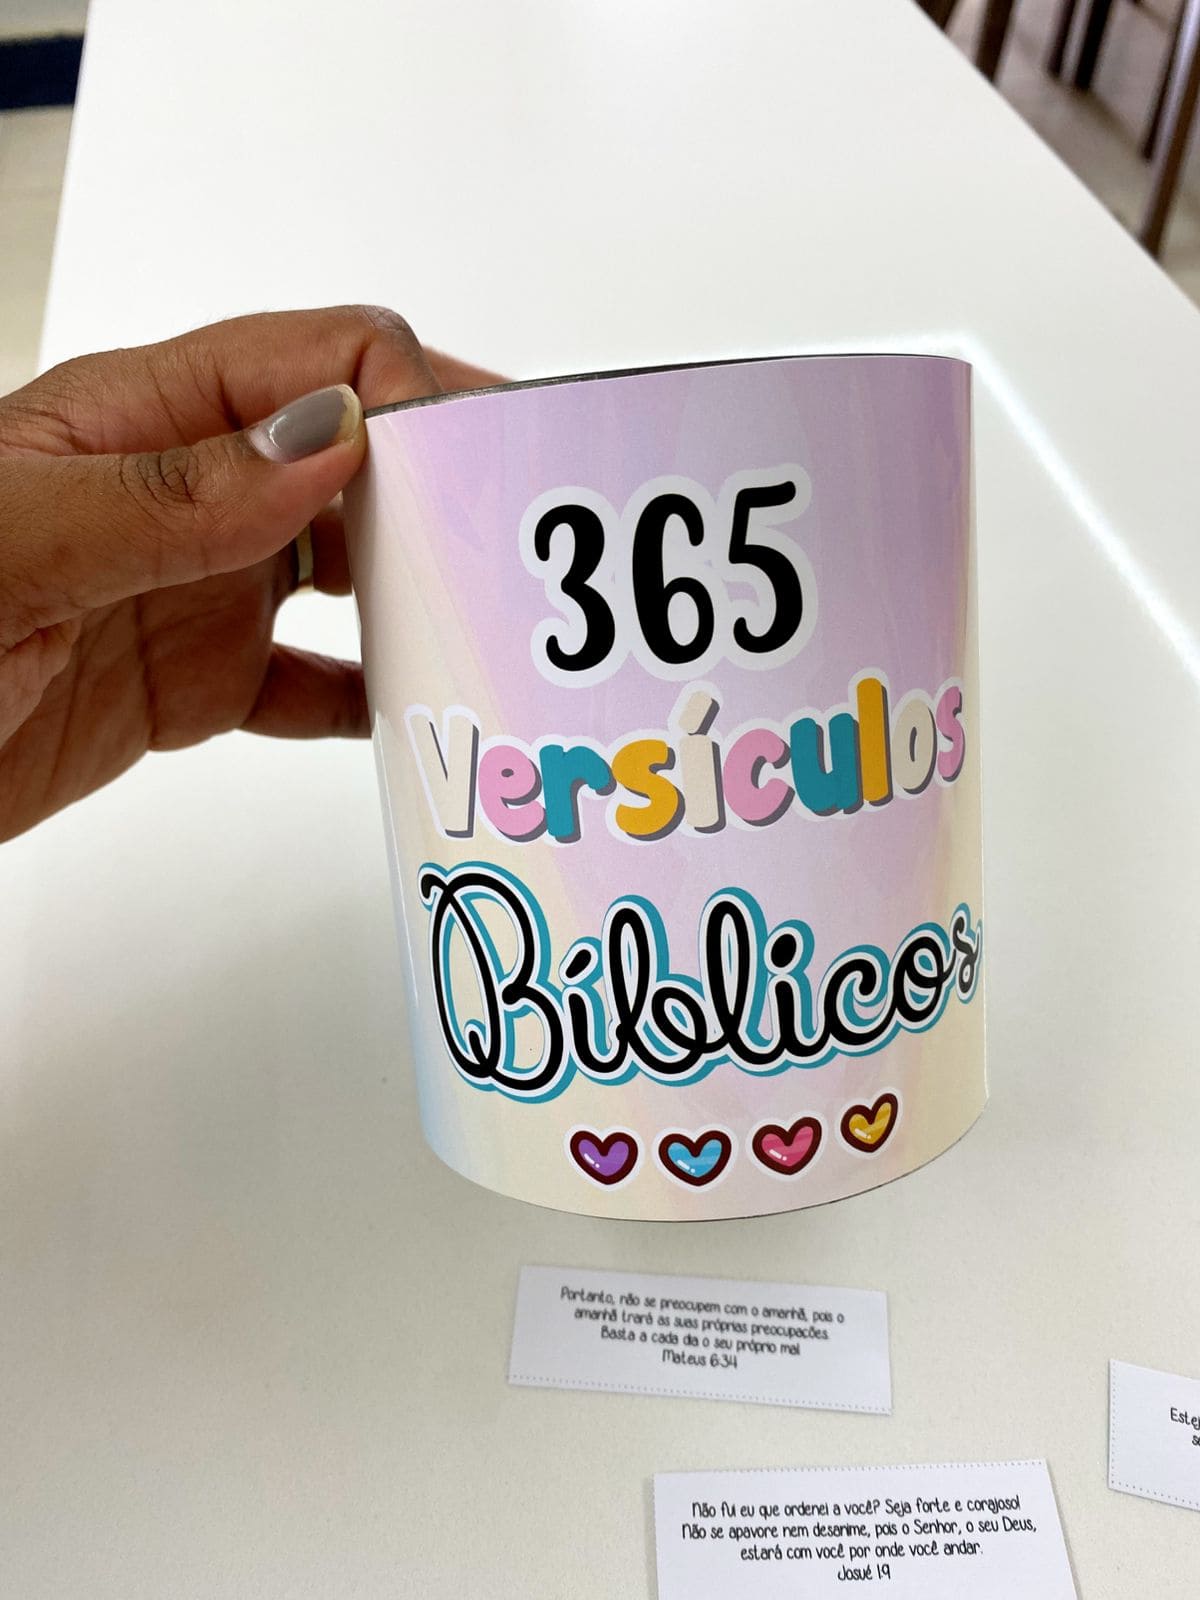 365
Versículos
Bíblicos
Portanto, não se preocupem com o amanhã, pois o
amanhã trará as suas próprias preocupações.
Basta a cada dia o seu próprio mal
Mateus 6:34
Não fui eu que ordenei a você? Seja forte e corajoso!
Não se apavore nem desanime, pois o Senhor, o seu Deus,
estará com você por onde você andar.
Josué 1:9